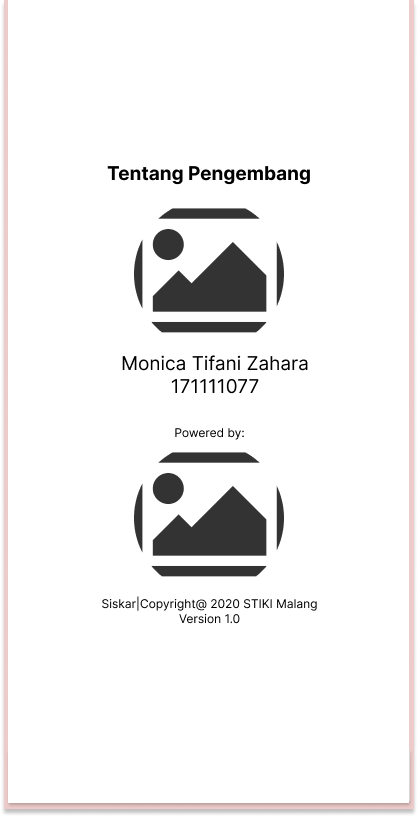 Tentang Pengembang
Monica Tifani Zahara
171111077
Powered by:
Siskar|Copyright@ 2020 STIKI Malang
Version 1.0